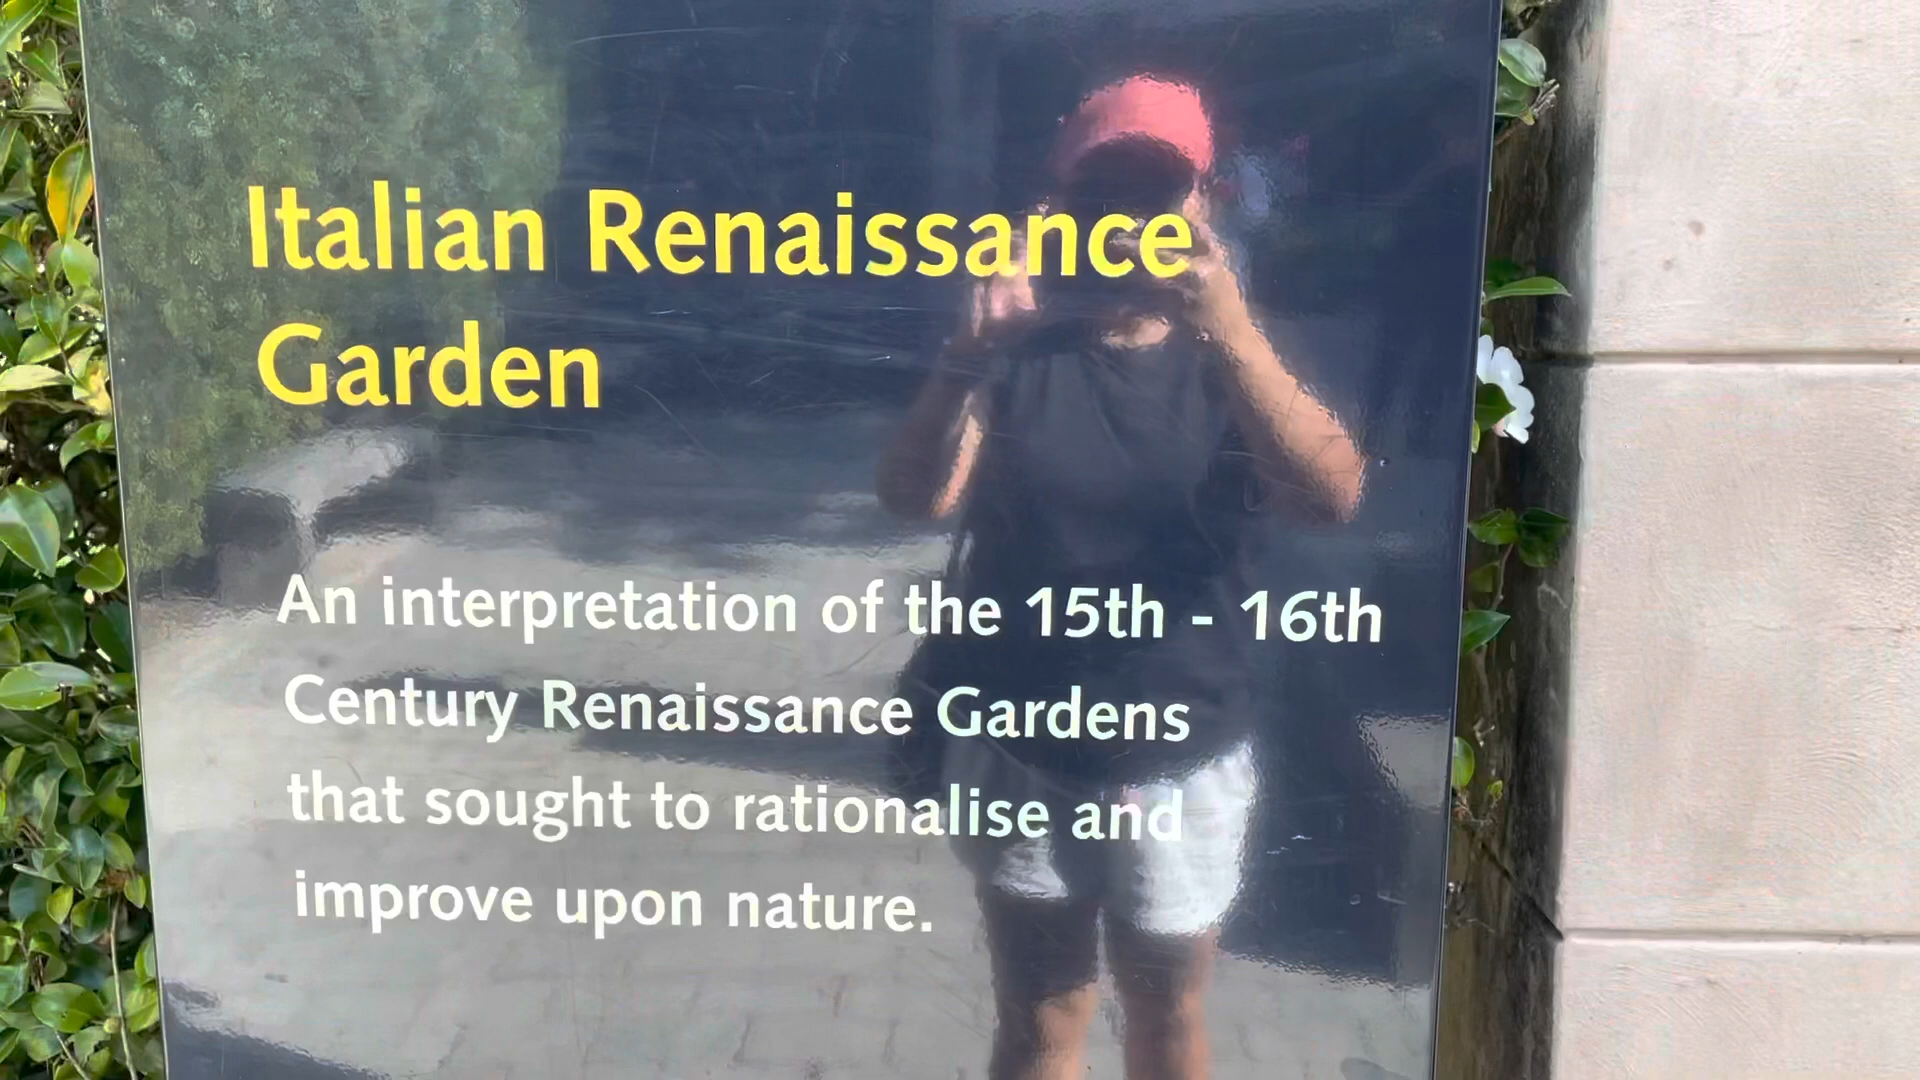 Italian Renaissance
Garden
An interpretation of the 15th - 16th
Century Renaissance Gardens
that sought to rationalise and
improve upon nature.